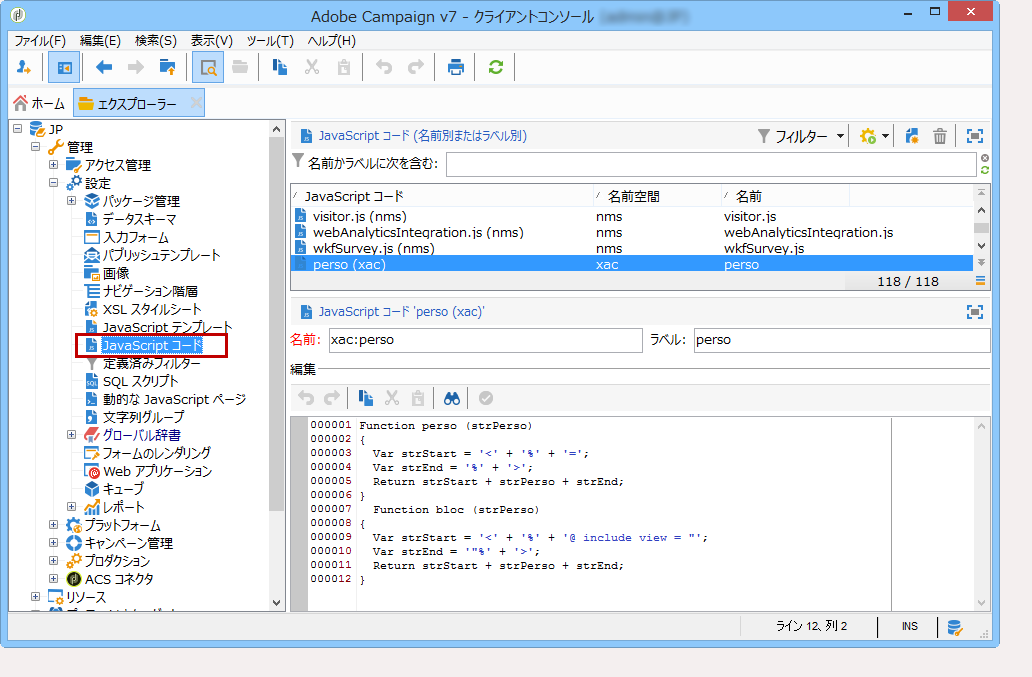 Adobe Campaign v7 - クライアントコンソール
ファイル(F) 編集(E) 検索(S) 表示(V) ツール(T) ヘルプ(H)
ホーム エクスプローラー
JP
管理
アクセス管理
設定
パッケージ管理
データスキーマ
入力フォーム
パブリッシュテンプレート
画像
ナビゲーション階層
XSL スタイルシート
JavaScript テンプレート
JavaScript コード
定義済みフィルター
SQL スクリプト
動的な JavaScript ページ
文字列グループ
グローバル辞書
フォームのレンダリング
Web アプリケーション
キューブ
レポート
プラットフォーム
キャンペーン管理
プロダクション
ACS コネクタ
リソース
JavaScript コード (名前別またはラベル別) フィルター
名前かラベルに次を含む:
JavaScript コード 名前空間 名前
visitor.js (nms) nms visitor.js
webAnalyticsIntegration.js (nms) nms webAnalyticsIntegration.js
wkfSurvey.js (nms) nms wkfSurvey.js
perso (xac) xac perso
118 / 118
JavaScript コード 'perso (xac)'
名前: xac:perso ラベル: perso
編集
000001 Function perso (strPerso)
000002 {
000003 Var strStart = '<' + '%' + '=';
000004 Var strEnd = '%' + '>';
000005 Return strStart + strPerso + strEnd;
000006 }
000007 Function bloc (strPerso)
000008 {
000009 Var strStart = '<' + '%' + '@ include view = "';
000010 Var strEnd = '"%' + '>';
000011 Return strStart + strPerso + strEnd;
000012 }
ライン 12、列 2 INS